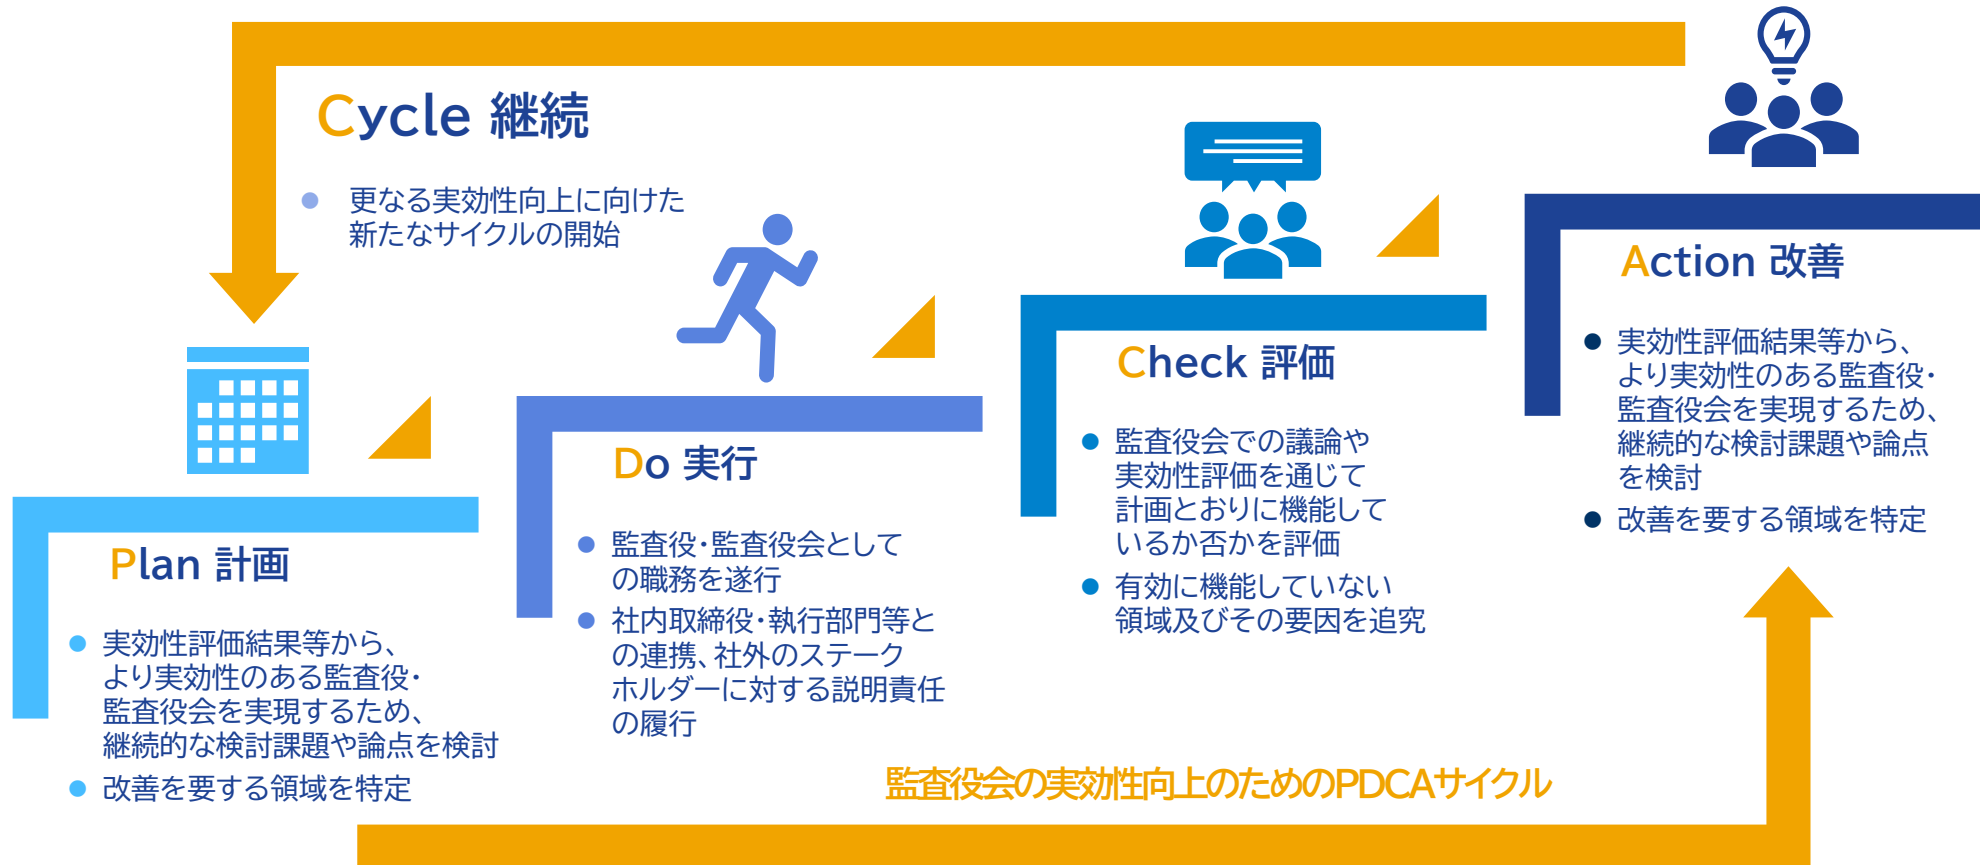 Cycle 継続
● 更なる実効性向上に向けた
新たなサイクルの開始
Plan 計画
● 実効性評価結果等から、
より実効性のある監査役・
監査役会を実現するため、
継続的な検討課題や論点を検討
● 改善を要する領域を特定
Do 実行
● 監査役・監査役会として
の職務を遂行
● 社内取締役・執行部門等と
の連携、社外のステーク
ホルダーに対する説明責任
の履行
Check 評価
● 監査役会での議論や
実効性評価を通じて
計画とおりに機能して
いるか否かを評価
● 有効に機能していない
領域及びその要因を追究
Action 改善
● 実効性評価結果等から、
より実効性のある監査役・
監査役会を実現するため、
継続的な検討課題や論点
を検討
● 改善を要する領域を特定
監査役会の実効性向上のためのPDCAサイクル